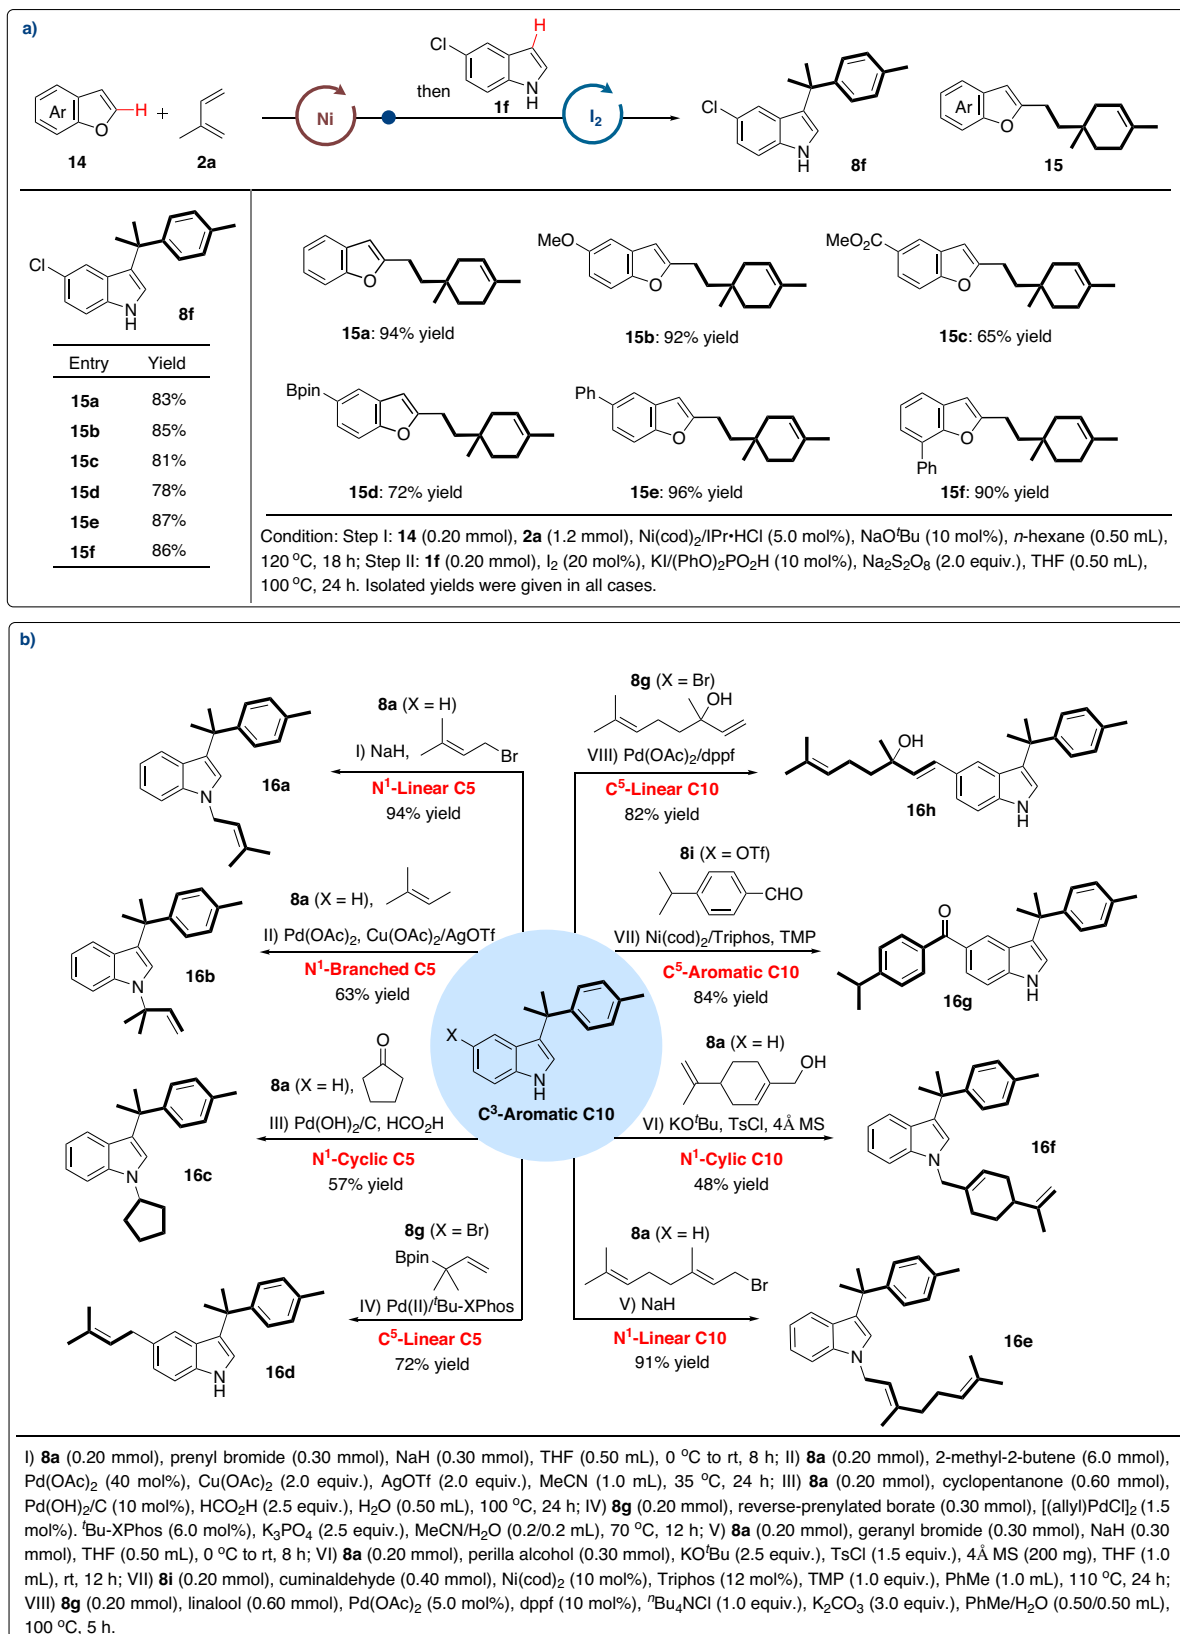 a)
Cl
H
N
H
then
1f
Ar
O
H
+
14
2a
Ni
I2
Cl
N
H
8f
Ar
O
15
Cl
N
H
8f
Entry Yield
15a 83%
15b 85%
15c 81%
15d 78%
15e 87%
15f 86%
O
15a: 94% yield
MeO
O
15b: 92% yield
MeO2C
O
15c: 65% yield
Bpin
O
15d: 72% yield
Ph
O
15e: 96% yield
O
Ph
15f: 90% yield
Condition: Step I: 14 (0.20 mmol), 2a (1.2 mmol), Ni(cod)2/IPr•HCl (5.0 mol%), NaOtBu (10 mol%), n-hexane (0.50 mL),
120 oC, 18 h; Step II: 1f (0.20 mmol), I2 (20 mol%), KI/(PhO)2PO2H (10 mol%), Na2S2O8 (2.0 equiv.), THF (0.50 mL),
100 oC, 24 h. Isolated yields were given in all cases.
b)
N
16a
8a (X = H)
I) NaH,
Br
N1-Linear C5
94% yield
8g (X = Br)
OH
VIII) Pd(OAc)2/dppf
C5-Linear C10
82% yield
OH
N
H
16h
N
16b
8a (X = H),
II) Pd(OAc)2, Cu(OAc)2/AgOTf
N1-Branched C5
63% yield
8i (X = OTf)
CHO
VII) Ni(cod)2/Triphos, TMP
C5-Aromatic C10
84% yield
O
N
H
16g
X
N
H
C3-Aromatic C10
N
16c
O
8a (X = H),
III) Pd(OH)2/C, HCO2H
N1-Cyclic C5
57% yield
8a (X = H)
OH
VI) KOtBu, TsCl, 4Å MS
N1-Cylic C10
48% yield
N
16f
N
H
16d
8g (X = Br)
Bpin
IV) Pd(II)/tBu-XPhos
C5-Linear C5
72% yield
8a (X = H)
Br
V) NaH
N1-Linear C10
91% yield
N
16e
I) 8a (0.20 mmol), prenyl bromide (0.30 mmol), NaH (0.30 mmol), THF (0.50 mL), 0 oC to rt, 8 h; II) 8a (0.20 mmol), 2-methyl-2-butene (6.0 mmol),
Pd(OAc)2 (40 mol%), Cu(OAc)2 (2.0 equiv.), AgOTf (2.0 equiv.), MeCN (1.0 mL), 35 oC, 24 h; III) 8a (0.20 mmol), cyclopentanone (0.60 mmol),
Pd(OH)2/C (10 mol%), HCO2H (2.5 equiv.), H2O (0.50 mL), 100 oC, 24 h; IV) 8g (0.20 mmol), reverse-prenylated borate (0.30 mmol), [(allyl)PdCl]2 (1.5
mol%). tBu-XPhos (6.0 mol%), K3PO4 (2.5 equiv.), MeCN/H2O (0.2/0.2 mL), 70 oC, 12 h; V) 8a (0.20 mmol), geranyl bromide (0.30 mmol), NaH (0.30
mmol), THF (0.50 mL), 0 oC to rt, 8 h; VI) 8a (0.20 mmol), perilla alcohol (0.30 mmol), KOtBu (2.5 equiv.), TsCl (1.5 equiv.), 4Å MS (200 mg), THF (1.0
mL), rt, 12 h; VII) 8i (0.20 mmol), cuminaldehyde (0.40 mmol), Ni(cod)2 (10 mol%), Triphos (12 mol%), TMP (1.0 equiv.), PhMe (1.0 mL), 110 oC, 24 h;
VIII) 8g (0.20 mmol), linalool (0.60 mmol), Pd(OAc)2 (5.0 mol%), dppf (10 mol%), nBu4NCl (1.0 equiv.), K2CO3 (3.0 equiv.), PhMe/H2O (0.50/0.50 mL),
100 oC, 5 h.